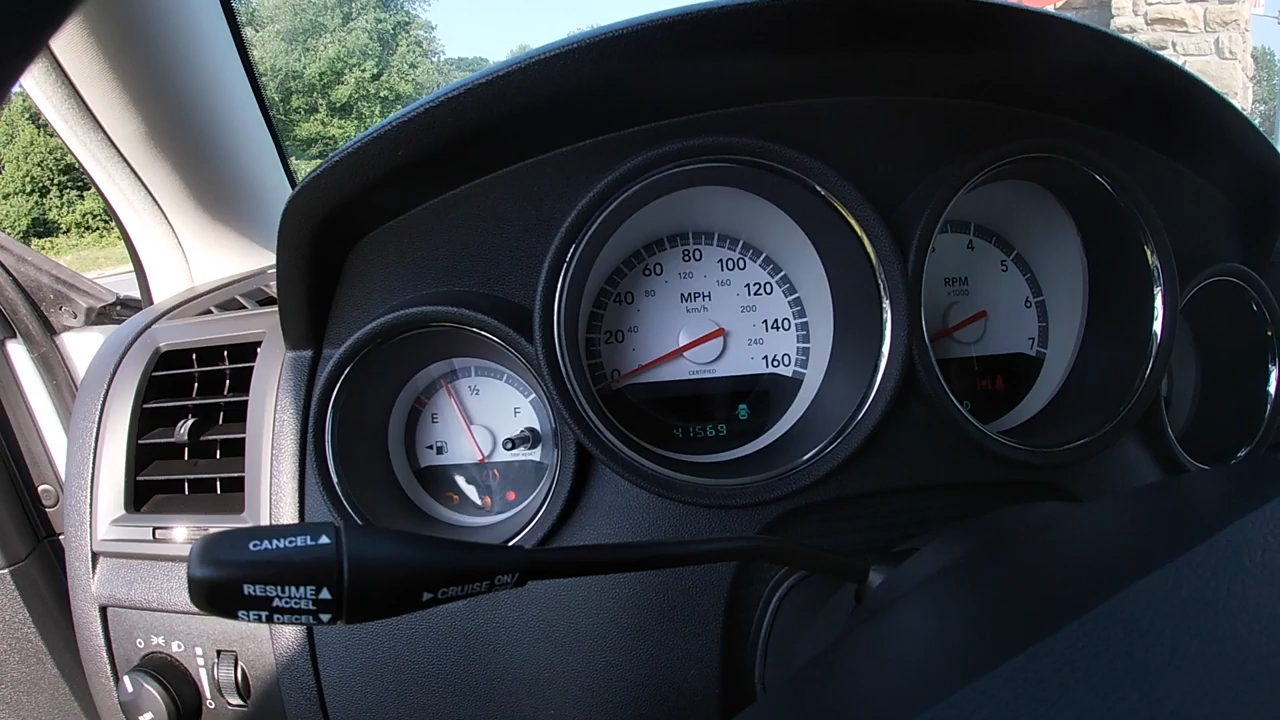 E
½
F
TRIP RESET
0
20
40
60
80
100
120
140
160
40
80
120
160
200
240
MPH
km/h
CERTIFIED
41569
4
5
6
7
RPM
x1000
D
CANCEL▲
RESUME▲
ACCEL
SET DECEL▼
►CRUISE ON/
O
O